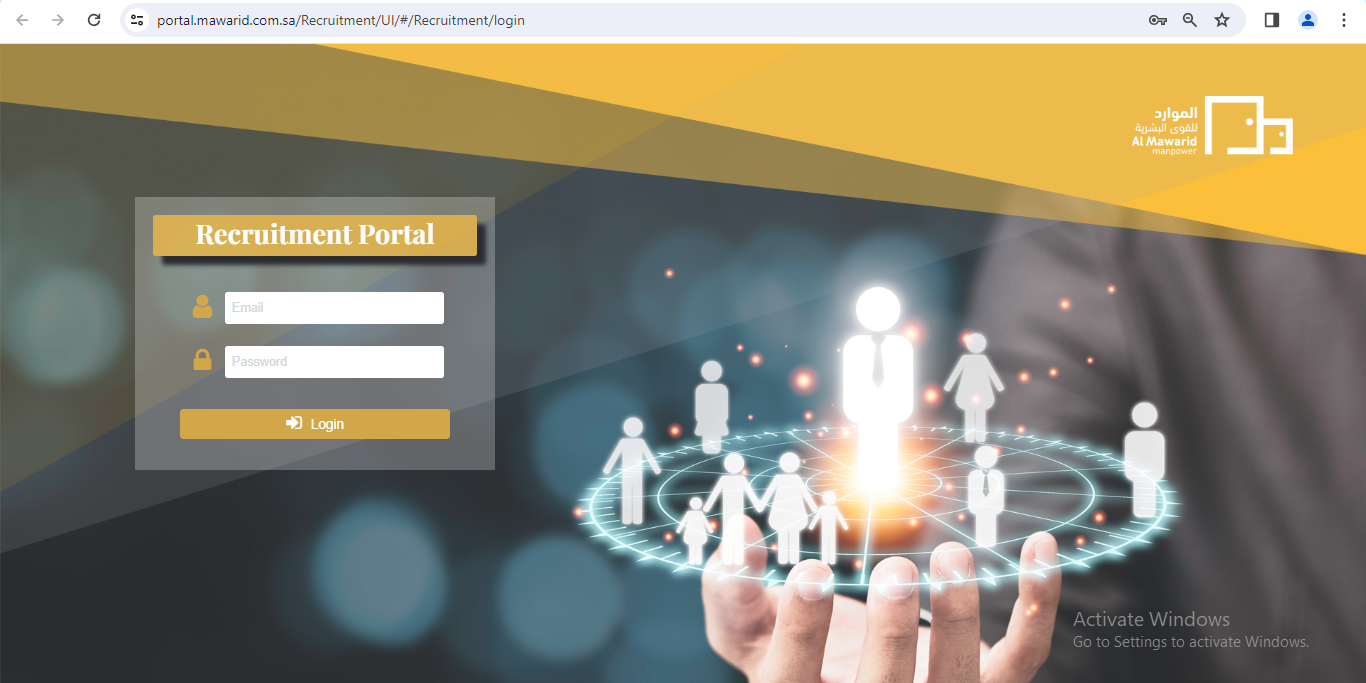 portal.mawarid.com.sa/Recruitment/UI/#/Recruitment/login
الموارد
للقوى البشرية
Al Mawarid
manpower
Recruitment Portal
Email
Password
Login
Activate Windows
Go to Settings to activate Windows.